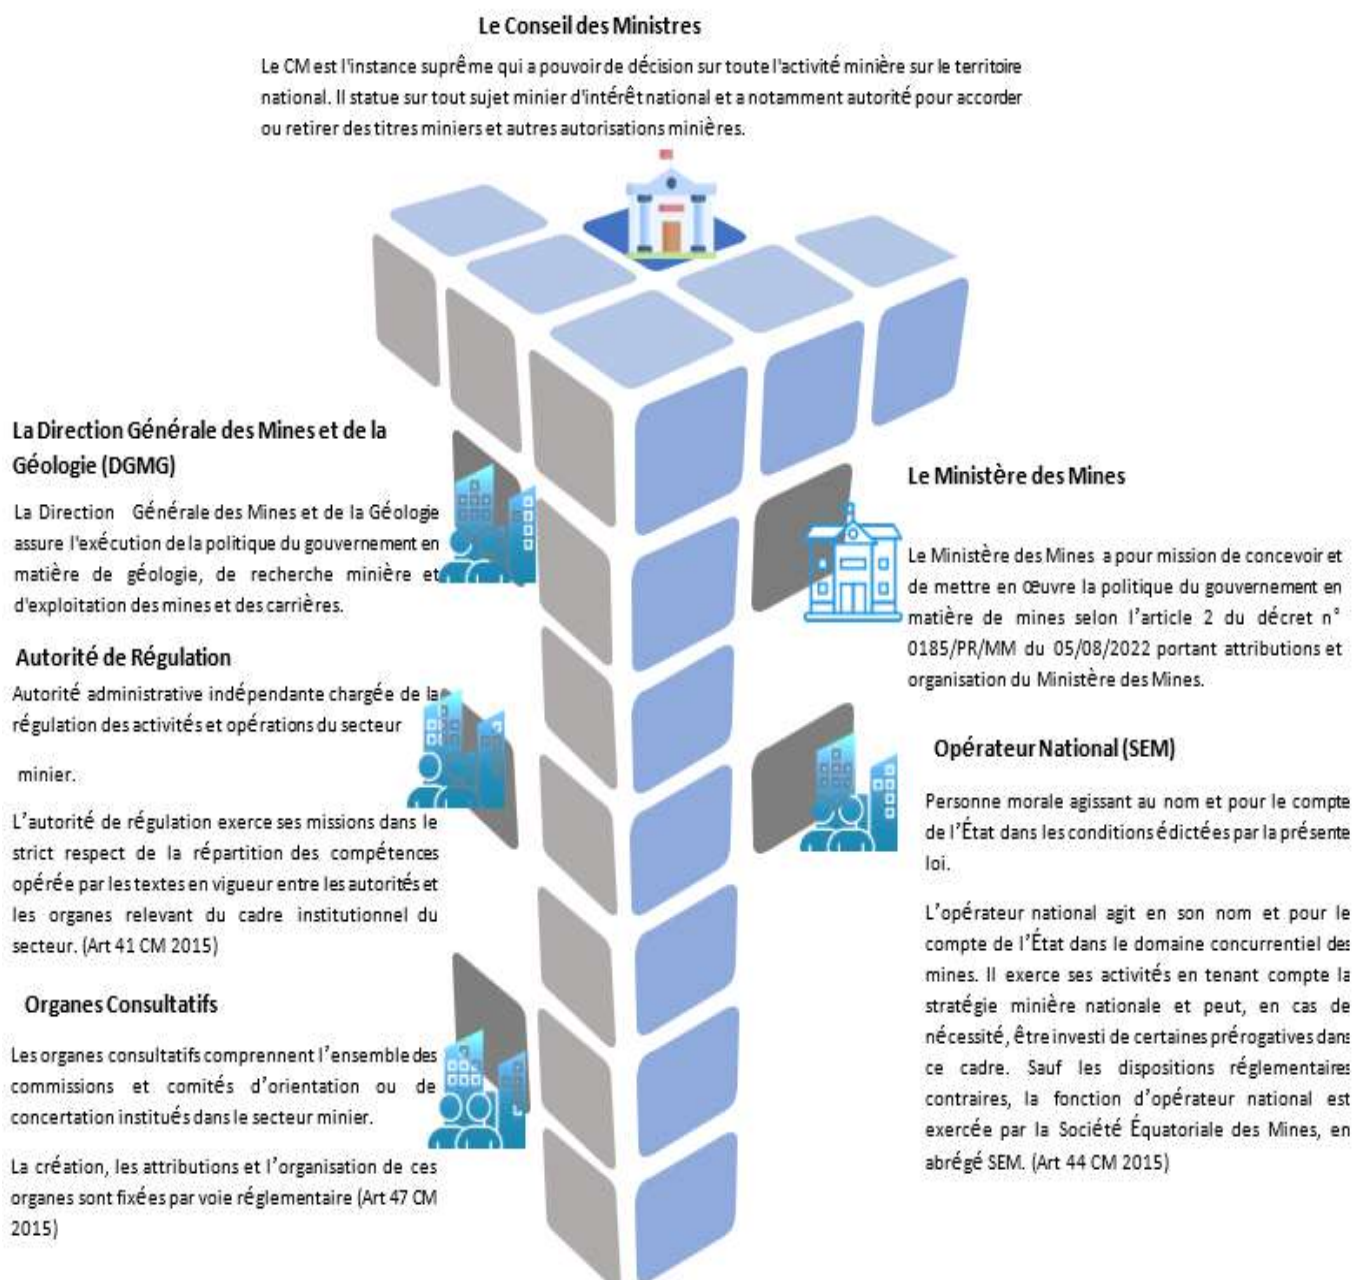 Le Conseil des Ministres
Le CM est l'instance suprême qui a pouvoir de décision sur toute l'activité minière sur le territoire
national. Il statue sur tout sujet minier d'intérêt national et a notamment autorité pour accorder
ou retirer des titres miniers et autres autorisations minières.
La Direction Générale des Mines et de la
Géologie (DGMG)
La Direction Générale des Mines et de la Géologie
assure l'exécution de la politique du gouvernement en
matière de géologie, de recherche minière et
d'exploitation des mines et des carrières.
Autorité de Régulation
Autorité administrative indépendante chargée de la
régulation des activités et opérations du secteur
minier.
L'autorité de régulation exerce ses missions dans le
strict respect de la répartition des compétences
opérée par les textes en vigueur entre les autorités et
les organes relevant du cadre institutionnel du
secteur. (Art 41 CM 2015)
Organes Consultatifs
Les organes consultatifs comprennent l'ensemble des
commissions et comités d'orientation ou de
concertation institués dans le secteur minier.
La création, les attributions et l'organisation de ces
organes sont fixées par voie réglementaire (Art 47 CM
2015)
Le Ministère des Mines
Le Ministère des Mines a pour mission de concevoir et
de mettre en œuvre la politique du gouvernement en
matière de mines selon l'article 2 du décret n°
0185/PR/MM du 05/08/2022 portant attributions et
organisation du Ministère des Mines.
Opérateur National (SEM)
Personne morale agissant au nom et pour le compte
de l'État dans les conditions édictées par la présente
loi.
L'opérateur national agit en son nom et pour le
compte de l'État dans le domaine concurrentiel des
mines. Il exerce ses activités en tenant compte la
stratégie minière nationale et peut, en cas de
nécessité, être investi de certaines prérogatives dans
ce cadre. Sauf les dispositions réglementaires
contraires, la fonction d'opérateur national est
exercée par la Société Équatoriale des Mines, en
abrégé SEM. (Art 44 CM 2015)